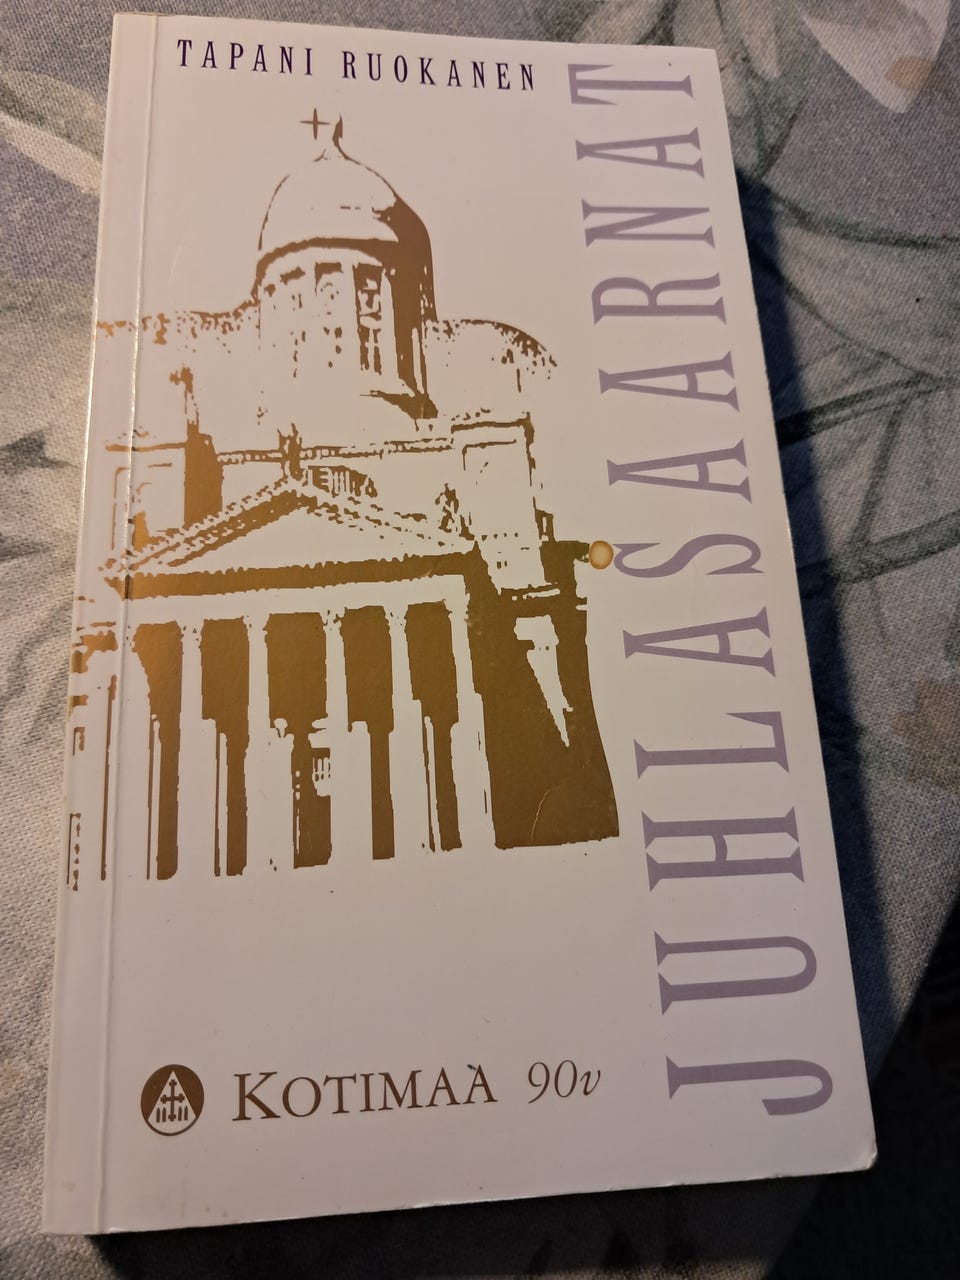 TAPANI RUOKANEN
JUHLASAARNAT
KOTIMAA 90v